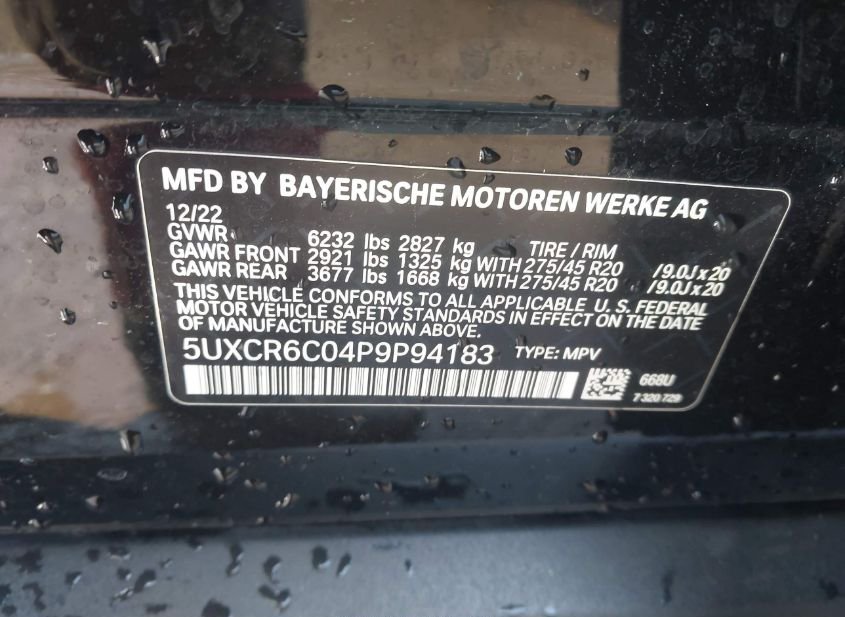 MFD BY BAYERISCHE MOTOREN WERKE AG
12/22
GVWR 6232 lbs 2827 kg TIRE / RIM
GAWR FRONT 2921 lbs 1325 kg WITH 275/45 R20 /9.0J x 20
GAWR REAR 3677 lbs 1668 kg WITH 275/45 R20 /9.0J x 20
THIS VEHICLE CONFORMS TO ALL APPLICABLE U.S. FEDERAL
MOTOR VEHICLE SAFETY STANDARDS IN EFFECT ON THE DATE
OF MANUFACTURE SHOWN ABOVE.
5UXCR6C04P9P94183 TYPE: MPV
668U
7 320 729